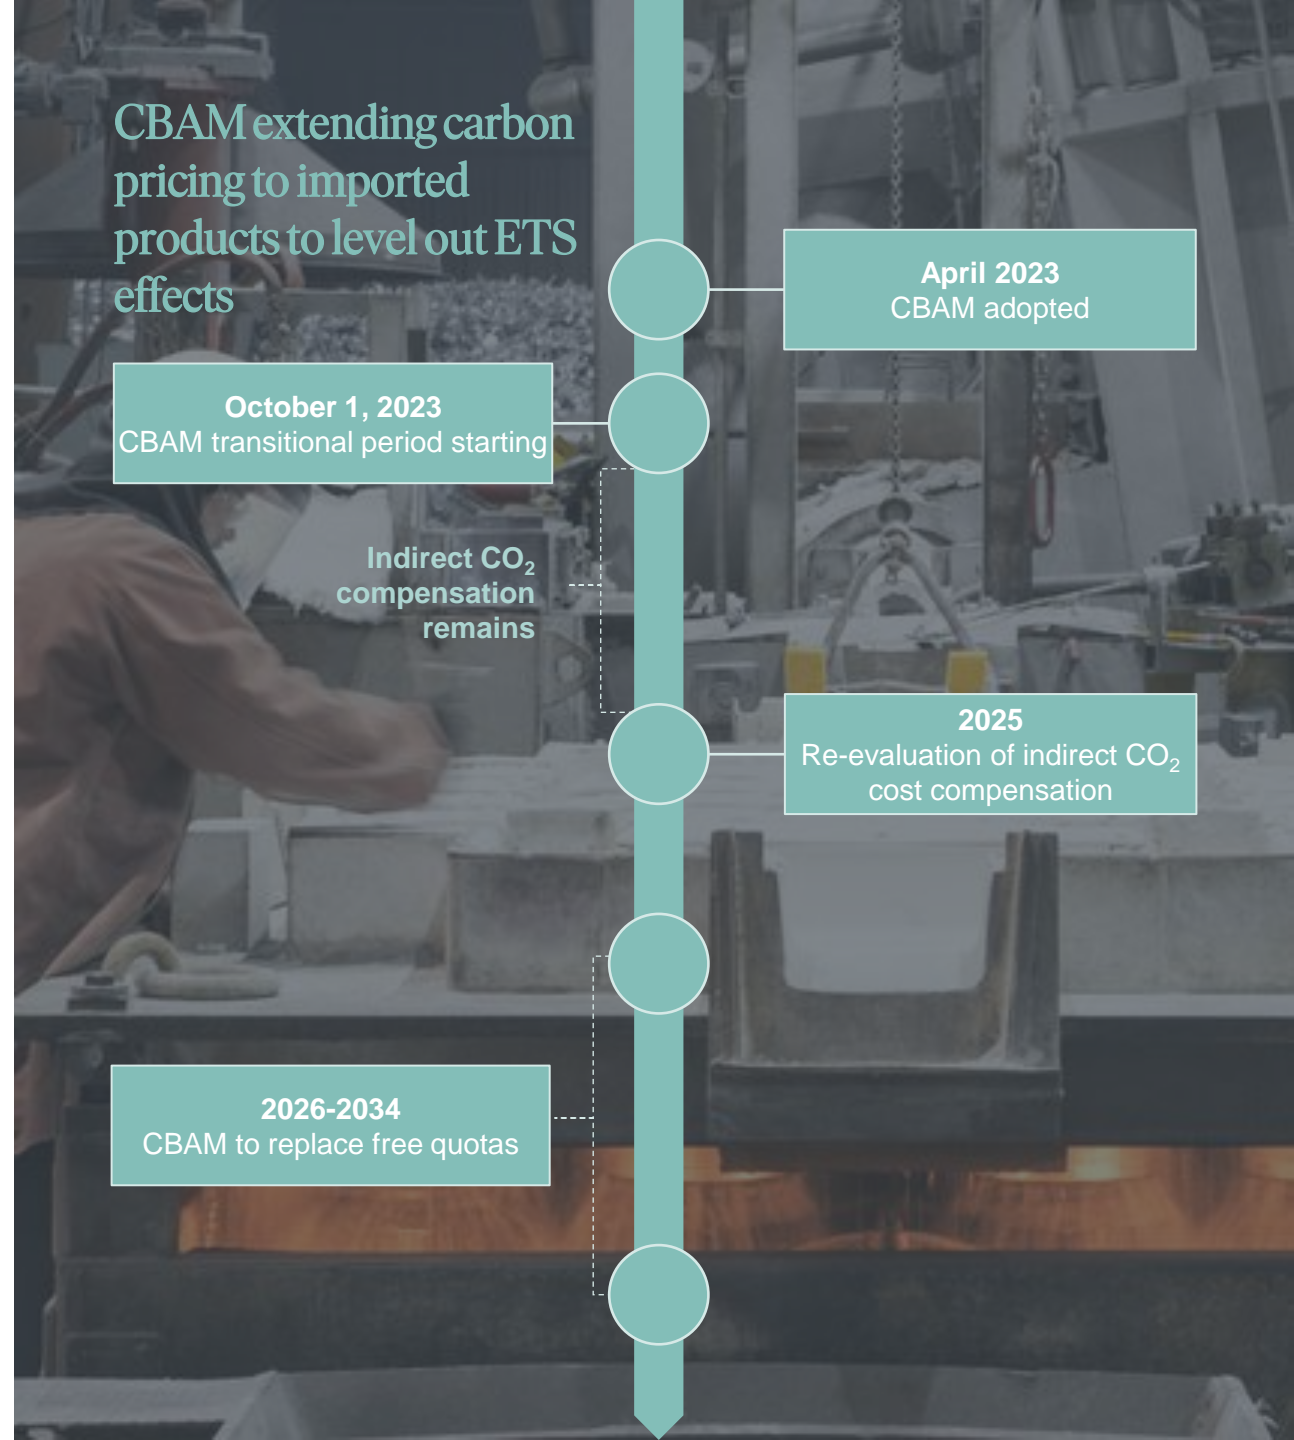 CBAM extending carbon
pricing to imported
products to level out ETS
effects
April 2023
CBAM adopted
October 1, 2023
CBAM transitional period starting
Indirect CO₂
compensation
remains
2025
Re-evaluation of indirect CO₂
cost compensation
2026-2034
CBAM to replace free quotas